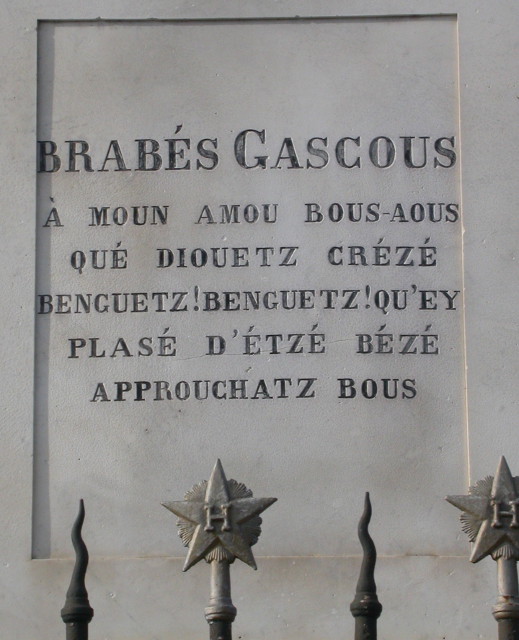 BRABÉS GASCOUS
À MOUN AMOU BOUS-AOUS
QUÉ DIOUETZ CRÉZÉ
BENGUETZ!BENGUETZ!QU'EY
PLASÉ D'ÉTZÉ BÉZÉ
APPROUCHATZ BOUS
H H